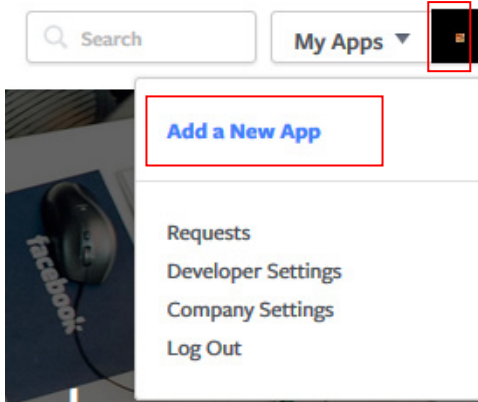 Search
My Apps
Add a New App
Requests
Developer Settings
Company Settings
Log Out
facebook